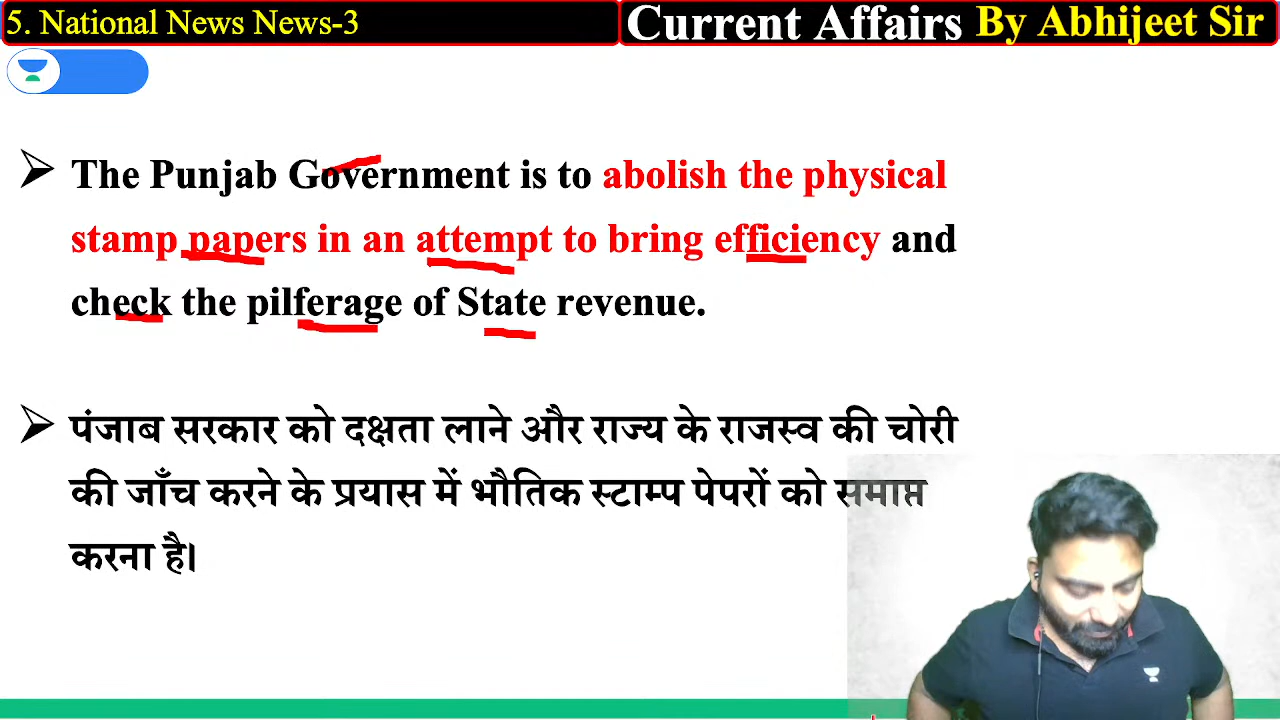 5. National News News-3
Current Affairs By Abhijeet Sir
The Punjab Government is to abolish the physical
stamp papers in an attempt to bring efficiency and
check the pilferage of State revenue.
पंजाब सरकार को दक्षता लाने और राज्य के राजस्व की चोरी
की जाँच करने के प्रयास में भौतिक स्टाम्प पेपरों को समाप्त
करना है।